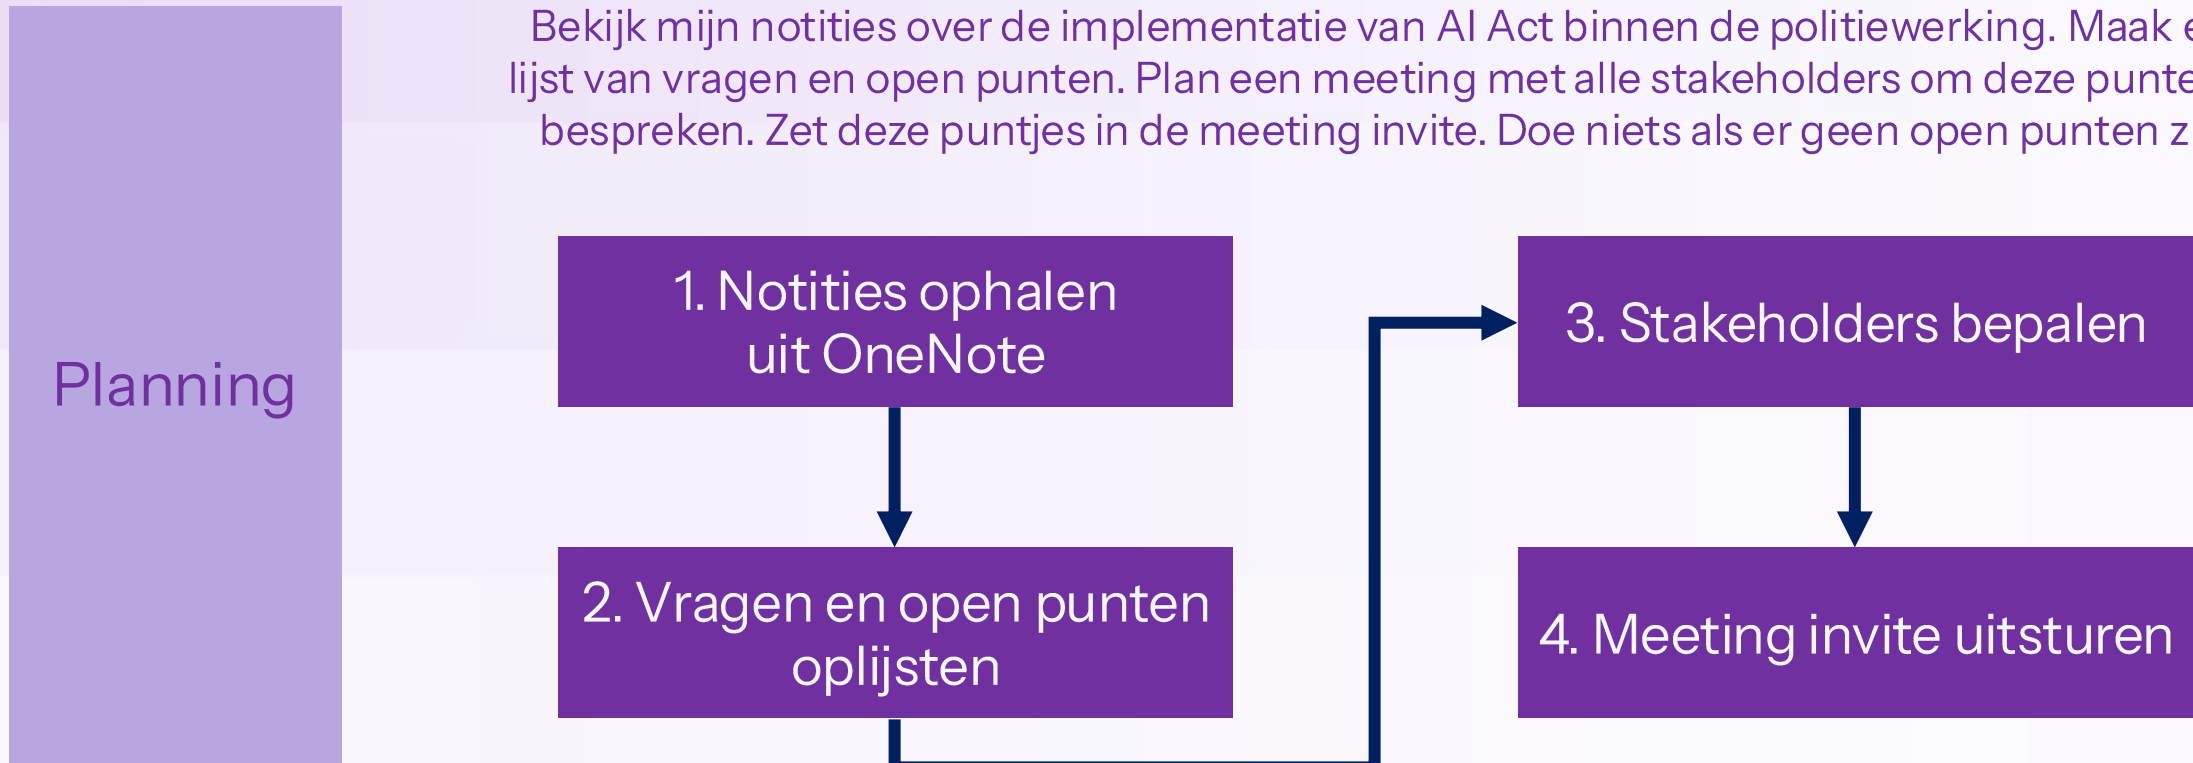 Bekijk mijn notities over de implementatie van AI Act binnen de politiewerking. Maak
lijst van vragen en open punten. Plan een meeting met alle stakeholders om deze
bespreken. Zet deze puntjes in de meeting invite. Doe niets als er geen open punten
Planning
1. Notities ophalen
uit OneNote
2. Vragen en open punten
oplijsten
3. Stakeholders bepalen
4. Meeting invite uitsturen